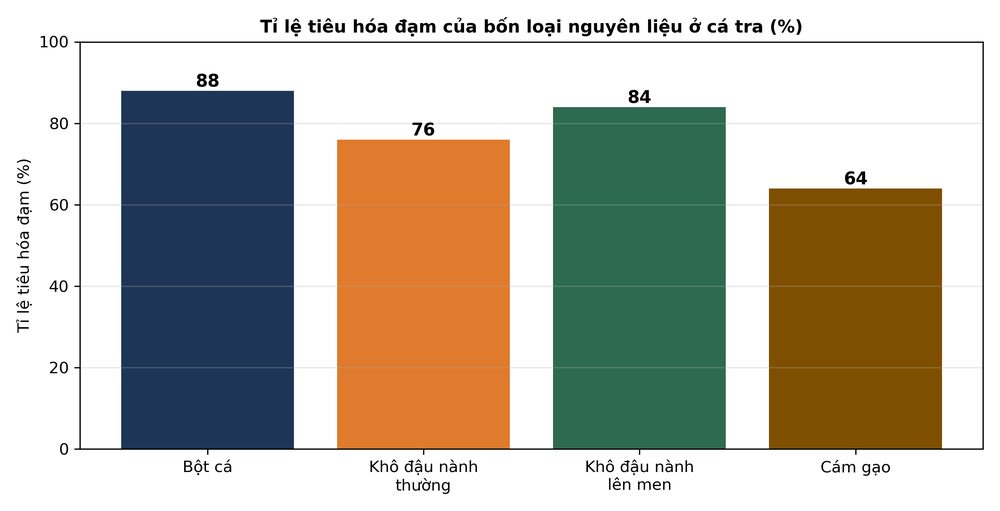 Tỉ lệ tiêu hóa đạm của bốn loại nguyên liệu ở cá tra (%)
Tỉ lệ tiêu hóa đạm (%)
100
80
60
40
20
0
88
76
84
64
Bột cá
Khô đậu nành
thường
Khô đậu nành
lên men
Cám gạo